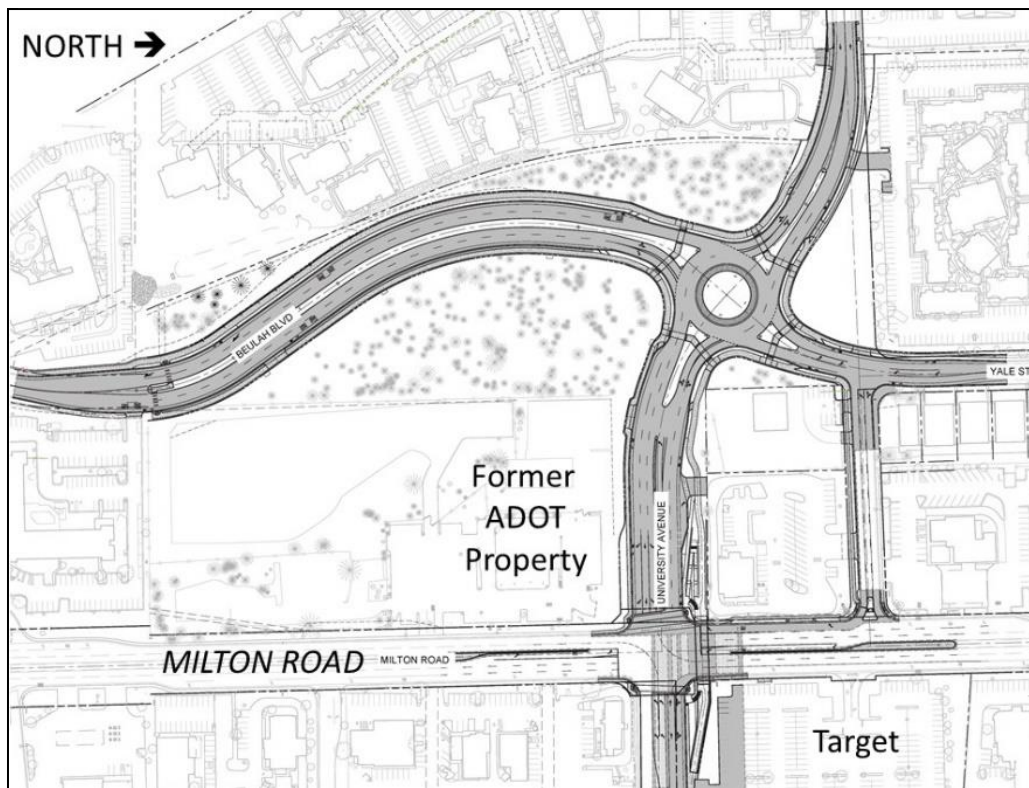 NORTH ➔
BEULAH BLVD
YALE ST
Former
ADOT
Property
UNIVERSITY AVENUE
MILTON ROAD
MILTON ROAD
Target